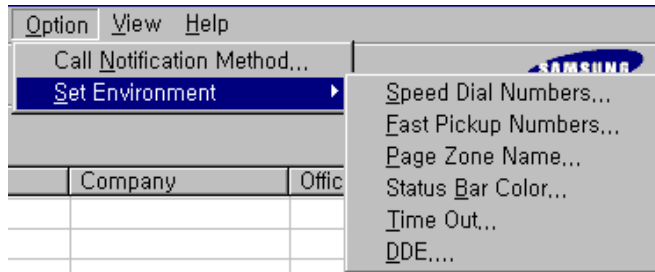 Option View Help
Call Notification Method...
SAMSUNG
Set Environment
Speed Dial Numbers...
Fast Pickup Numbers...
Page Zone Name...
Status Bar Color...
Time Out...
DDE....
Company Offic